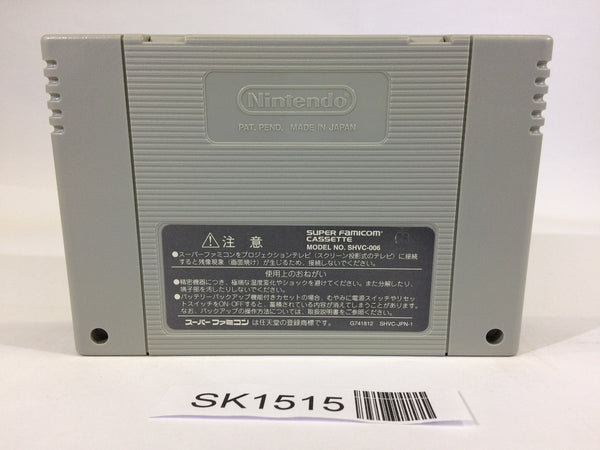 Nintendo
PAT. PEND. MADE IN JAPAN
注意
SUPER FAMICOM™
CASSETTE
MODEL NO. SHVC-006
●スーパーファミコンをプロジェクションテレビ(スクリーン投影式のテレビ)に接続
すると残像現象(画面焼け)が生じるため、接続しないでください。
使用上のおねがい
●精密機器につき、極端な温度変化やショックを避けてください。また分解したり、
端子部を汚したりしないでください。
●バッテリーバックアップ機能付きカセットの場合、むやみに電源スイッチやリセッ
トスイッチをON-OFFすると、蓄積されている内容が消えてしまうことがあります。
なお、バックアップの操作方法については、取扱説明書をご参照ください。
スーパーファミコンは任天堂の登録商標です。
G741812 SHVC-JPN-1
SK1515